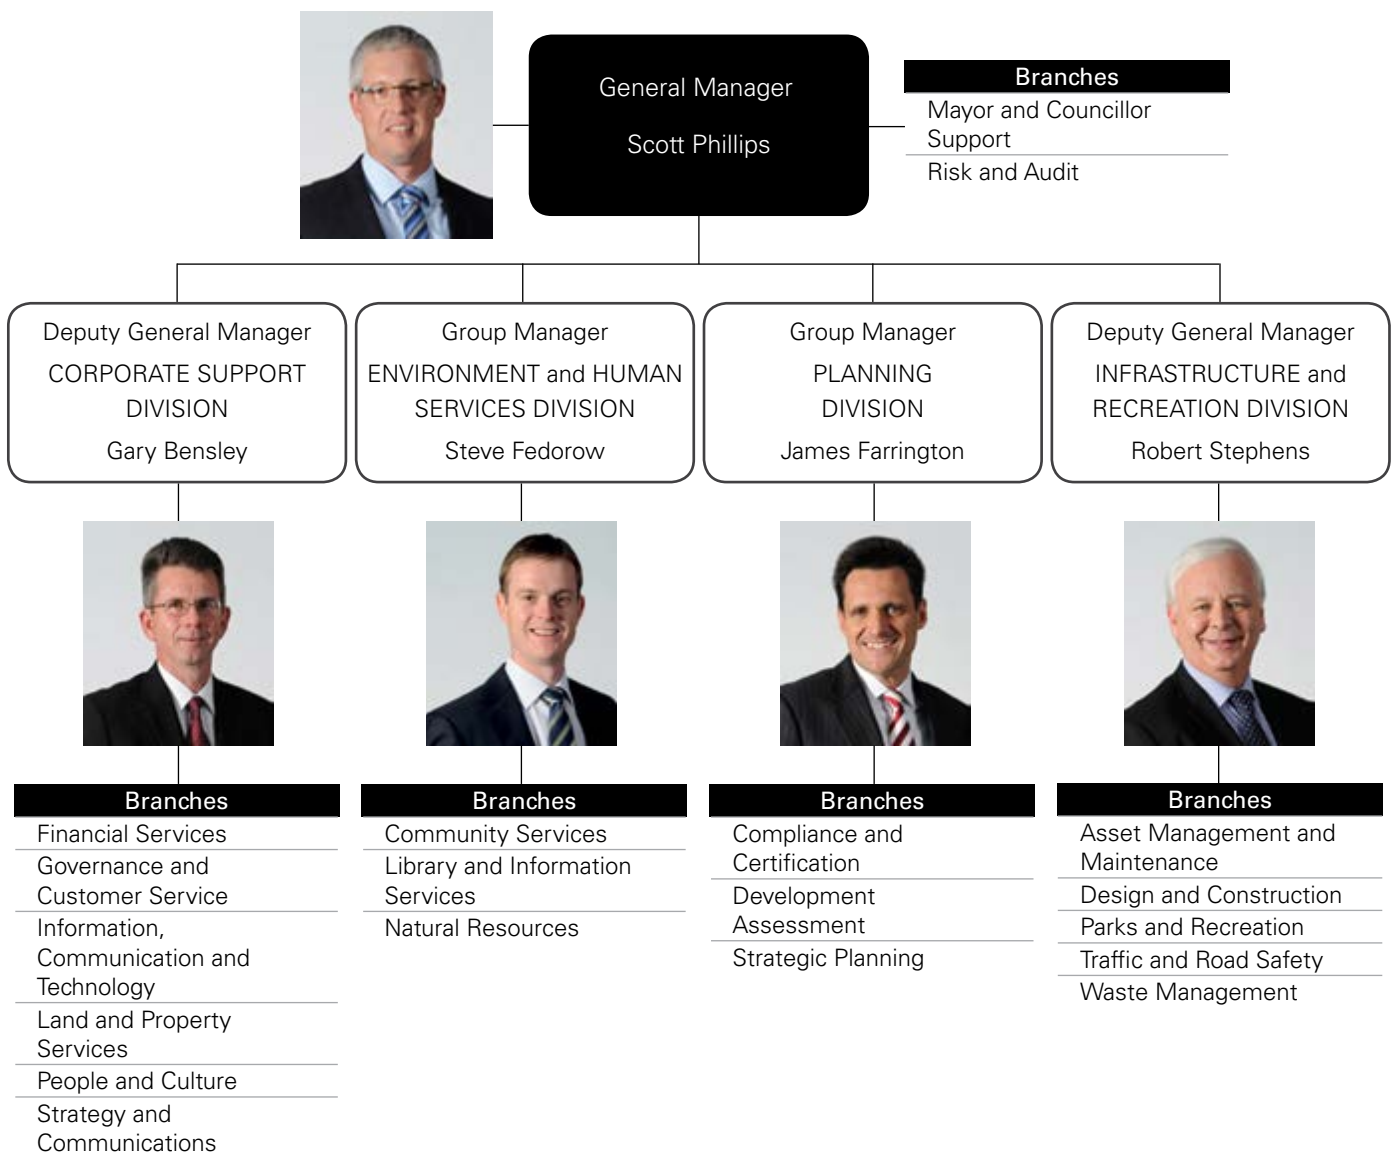 General Manager
Scott Phillips
Branches
Mayor and Councillor
Support
Risk and Audit
Deputy General Manager
CORPORATE SUPPORT
DIVISION
Gary Bensley
Group Manager
ENVIRONMENT and HUMAN
SERVICES DIVISION
Steve Fedorow
Group Manager
PLANNING
DIVISION
James Farrington
Deputy General Manager
INFRASTRUCTURE and
RECREATION DIVISION
Robert Stephens
Branches
Financial Services
Governance and
Customer Service
Information,
Communication and
Technology
Land and Property
Services
People and Culture
Strategy and
Communications
Branches
Community Services
Library and Information
Services
Natural Resources
Branches
Compliance and
Certification
Development
Assessment
Strategic Planning
Branches
Asset Management and
Maintenance
Design and Construction
Parks and Recreation
Traffic and Road Safety
Waste Management